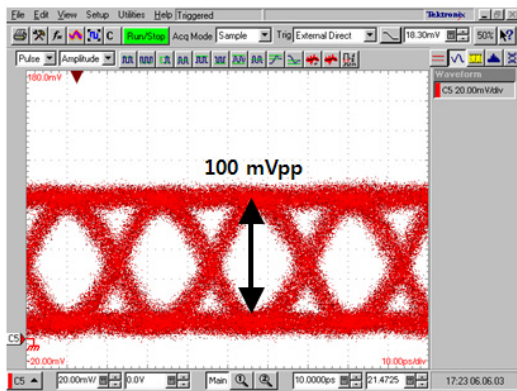 File Edit View Setup Utilities Help Triggered Tektronix
Run/Stop Acq Mode Sample Trig External Direct 18.30mV 50%
Pulse Amplitude
180.0mV
Waveform
C5 20.00mV/div
100 mVpp
C5
-20.00mV 10.00ps/div
C5 20.00mV/ 0.0V Main 10.0000ps 21.4725 17:23 06.06.03